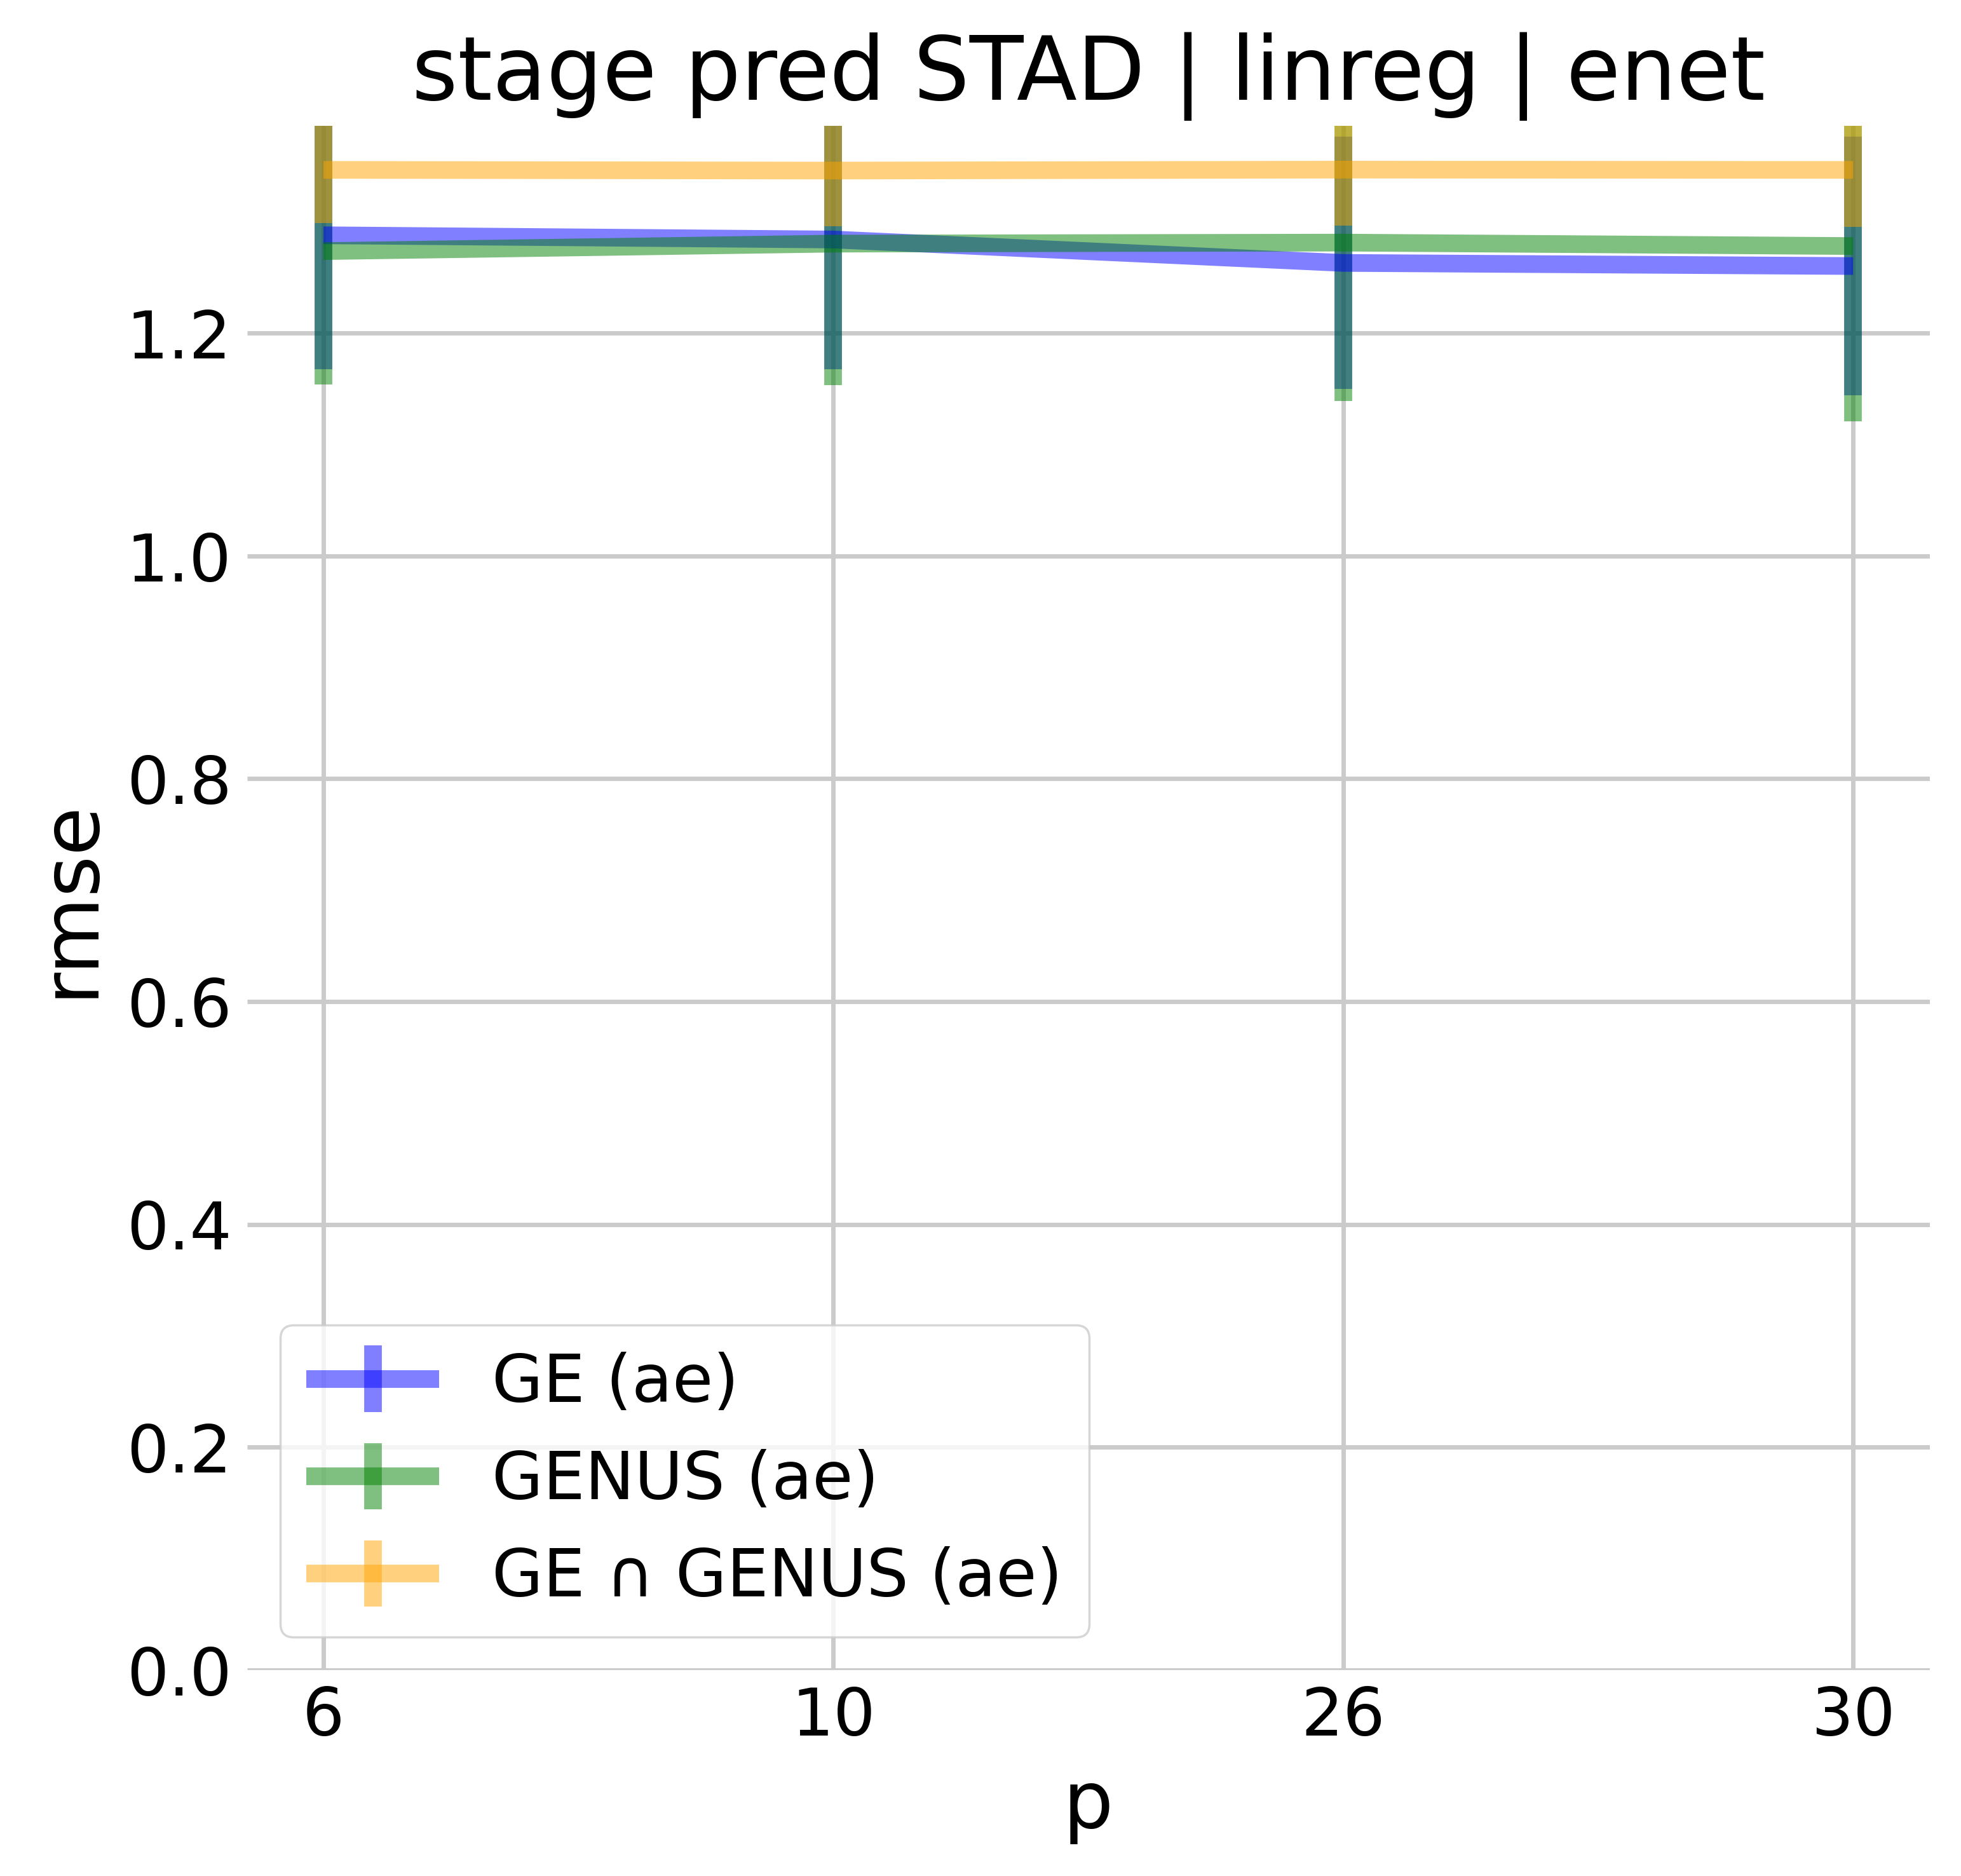 stage pred STAD | linreg | enet
rmse
1.2
1.0
0.8
0.6
0.4
0.2
0.0
GE (ae)
GENUS (ae)
GE ∩ GENUS (ae)
6 10 26 30
p